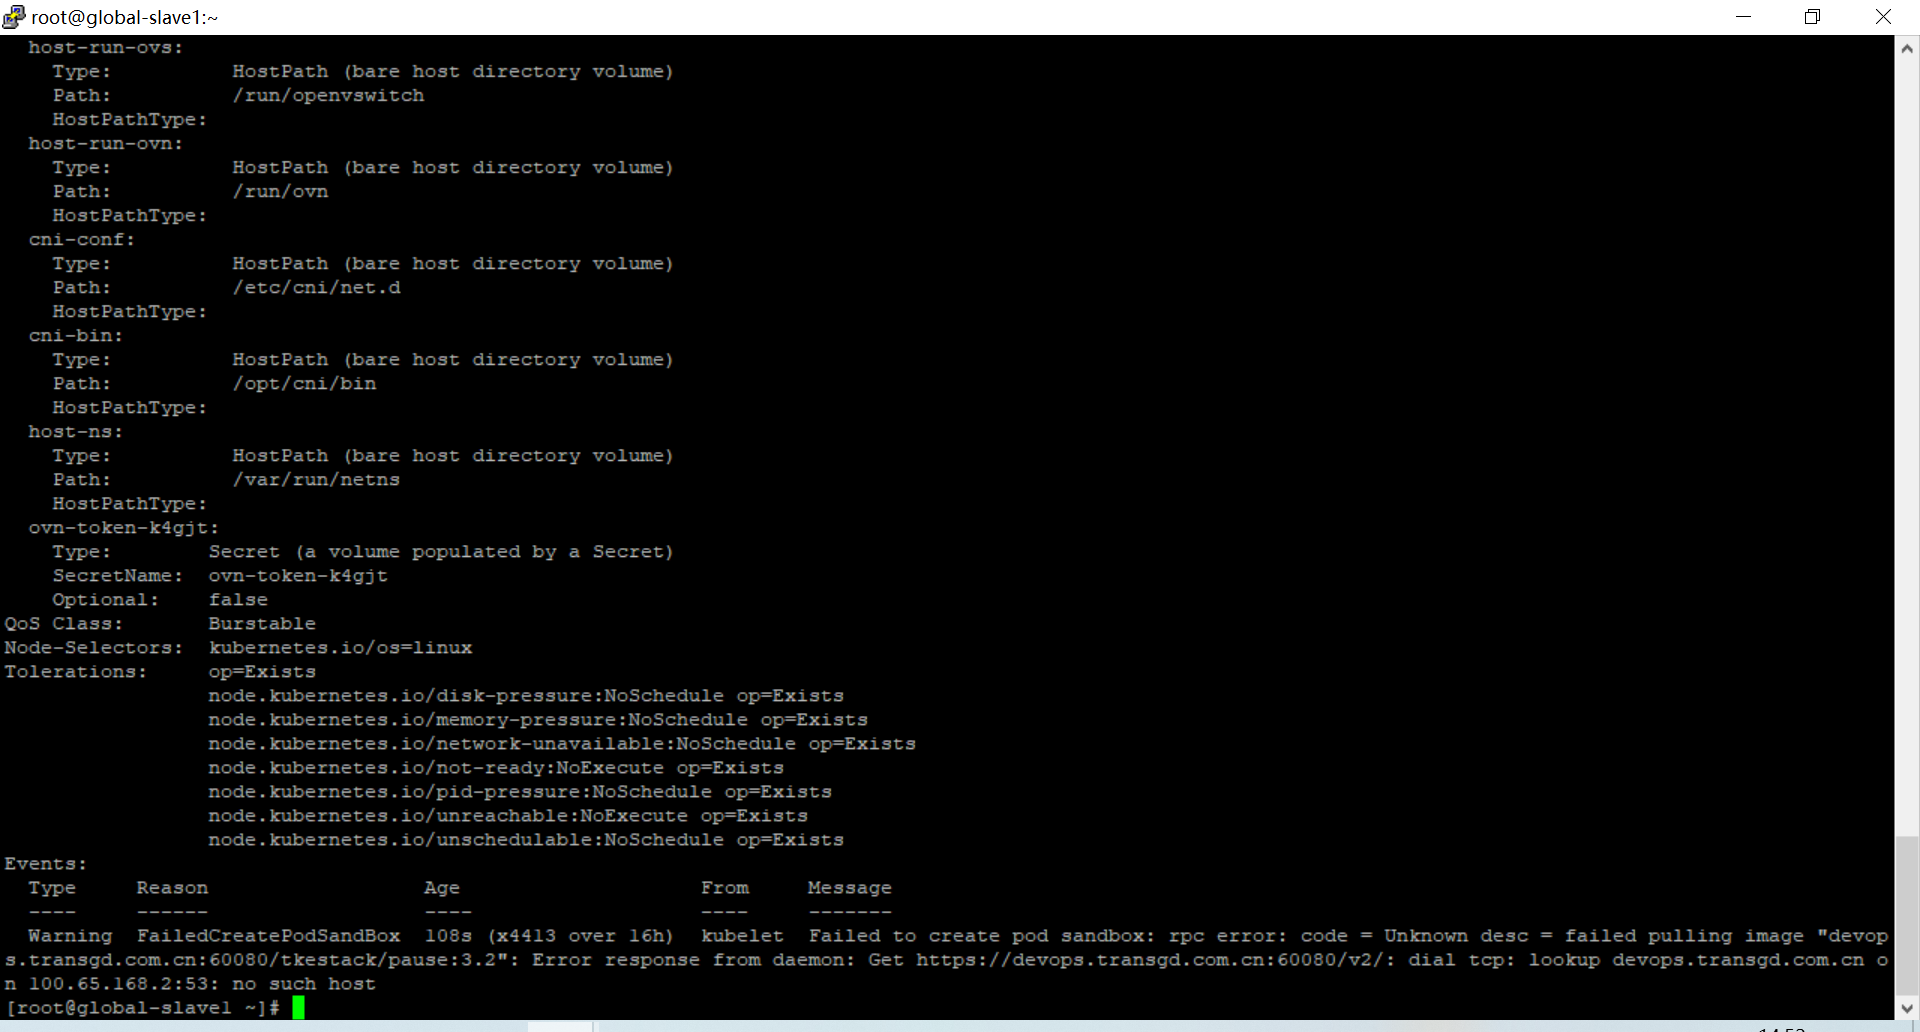 root@global-slave1:~
host-run-ovs:
Type: HostPath (bare host directory volume)
Path: /run/openvswitch
HostPathType:
host-run-ovn:
Type: HostPath (bare host directory volume)
Path: /run/ovn
HostPathType:
cni-conf:
Type: HostPath (bare host directory volume)
Path: /etc/cni/net.d
HostPathType:
cni-bin:
Type: HostPath (bare host directory volume)
Path: /opt/cni/bin
HostPathType:
host-ns:
Type: HostPath (bare host directory volume)
Path: /var/run/netns
HostPathType:
ovn-token-k4gjt:
Type: Secret (a volume populated by a Secret)
SecretName: ovn-token-k4gjt
Optional: false
QoS Class: Burstable
Node-Selectors: kubernetes.io/os=linux
Tolerations: op=Exists
node.kubernetes.io/disk-pressure:NoSchedule op=Exists
node.kubernetes.io/memory-pressure:NoSchedule op=Exists
node.kubernetes.io/network-unavailable:NoSchedule op=Exists
node.kubernetes.io/not-ready:NoExecute op=Exists
node.kubernetes.io/pid-pressure:NoSchedule op=Exists
node.kubernetes.io/unreachable:NoExecute op=Exists
node.kubernetes.io/unschedulable:NoSchedule op=Exists
Events:
Type Reason Age From Message
---- ------ ---- ---- -------
Warning FailedCreatePodSandBox 108s (x4413 over 16h) kubelet Failed to create pod sandbox: rpc error: code = Unknown desc = failed pulling image "devop
s.transgd.com.cn:60080/tkestack/pause:3.2": Error response from daemon: Get https://devops.transgd.com.cn:60080/v2/: dial tcp: lookup devops.transgd.com.cn o
n 100.65.168.2:53: no such host
[root@global-slave1 ~]#